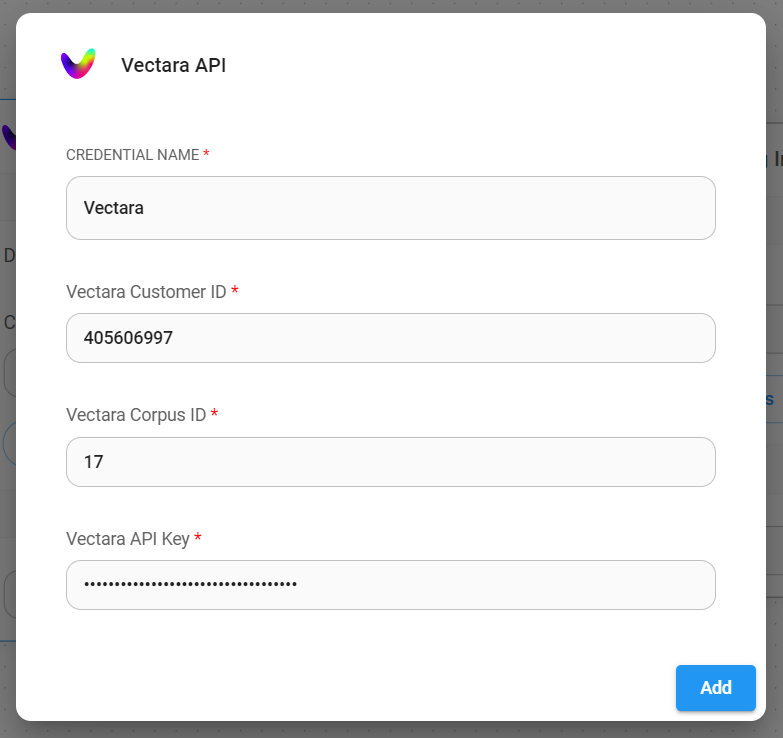 Vectara API
CREDENTIAL NAME *
Vectara
Vectara Customer ID *
405606997
Vectara Corpus ID *
17
Vectara API Key *
•••••••••••••••••••••••••••••••••••
Add